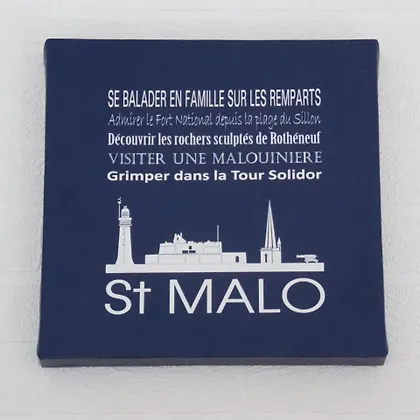 SE BALADER EN FAMILLE SUR LES REMPARTS
Admirer le Fort National depuis la plage du Sillon
Découvrir les rochers sculptés de Rothéneuf
VISITER UNE MALOUINIERE
Grimper dans la Tour Solidor
St MALO